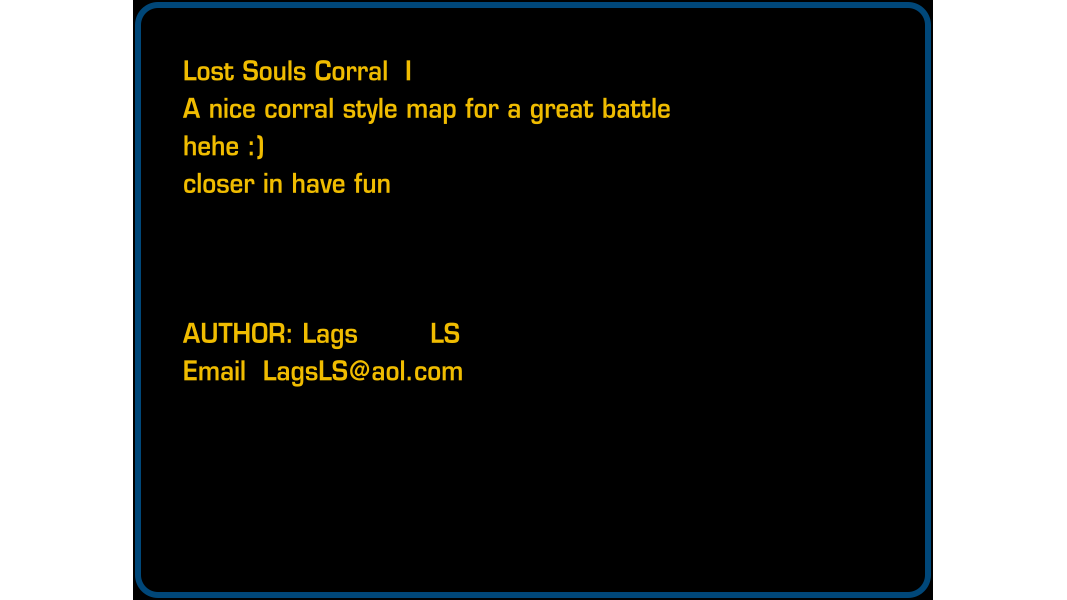 Lost Souls Corral  I
A nice corral style map for a great battle
hehe :)
closer in have fun
AUTHOR: Lags        LS
Email  LagsLS@aol.com